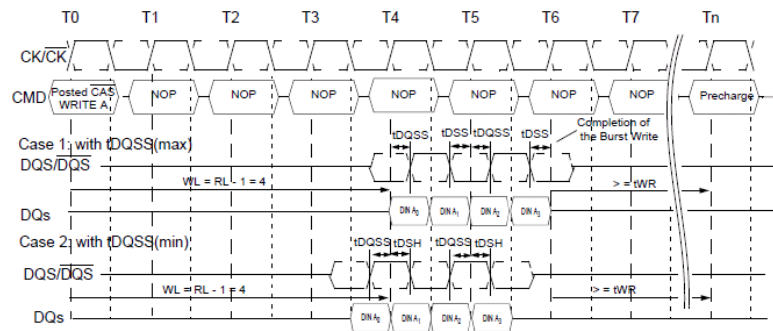 T0 T1 T2 T3 T4 T5 T6 T7 Tn
CK/CK
CMD Posted CAS WRITE A NOP NOP NOP NOP NOP NOP NOP Precharge
Completion of the Burst Write
Case 1: with tDQSS(max) tDQSS tDSS tDQSS tDSS
DQS/DQS
WL = RL - 1 = 4 > = tWR
DQs DIN A0 DIN A1 DIN A2 DIN A3
Case 2: with tDQSS(min) tDQSS tDSH tDQSS tDSH
DQS/DQS
WL = RL - 1 = 4 > = tWR
DQs DIN A0 DIN A1 DIN A2 DIN A3